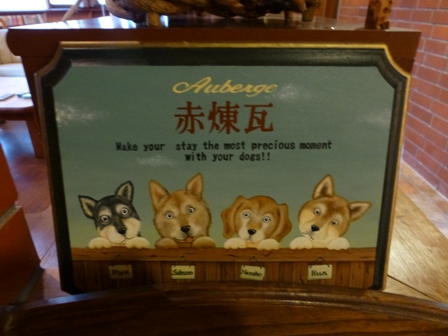 Auberge
赤煉瓦
Make your stay the most precious moment
with your dogs!!